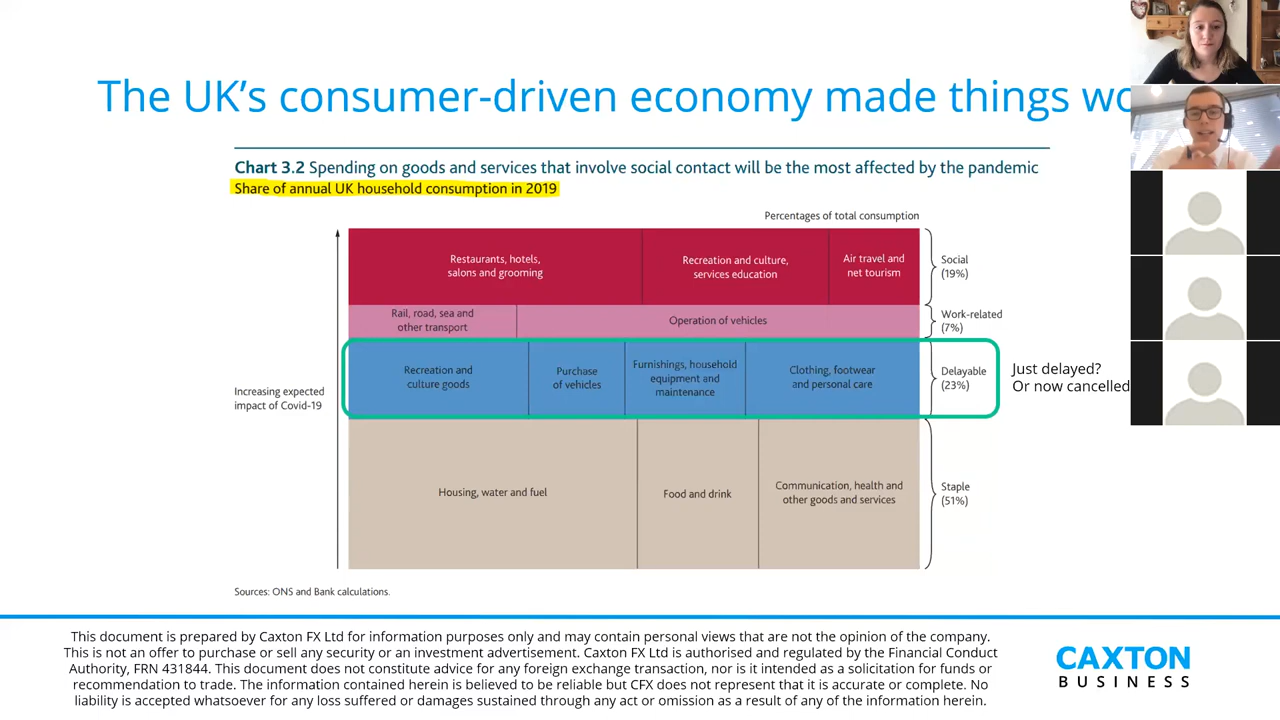 The UK's consumer-driven economy made things
Chart 3.2 Spending on goods and services that involve social contact will be the most affected by the pandemic
Share of annual UK household consumption in 2019
Percentages of total consumption
Restaurants, hotels,
salons and grooming
Recreation and culture,
services education
Air travel and
net tourism
Social
(19%)
Rail, road, sea and
other transport
Operation of vehicles
Work-related
(7%)
Increasing expected
impact of Covid-19
Recreation and
culture goods
Purchase
of vehicles
Furnishings, household
equipment and
maintenance
Clothing, footwear
and personal care
Delayable
(23%)
Just delayed?
Or now cancelled
Housing, water and fuel
Food and drink
Communication, health and
other goods and services
Staple
(51%)
Sources: ONS and Bank calculations.
This document is prepared by Caxton FX Ltd for information purposes only and may contain personal views that are not the opinion of the company.
This is not an offer to purchase or sell any security or an investment advertisement. Caxton FX Ltd is authorised and regulated by the Financial Conduct
Authority, FRN 431844. This document does not constitute advice for any foreign exchange transaction, nor is it intended as a solicitation for funds or
recommendation to trade. The information contained herein is believed to be reliable but CFX does not represent that it is accurate or complete. No
liability is accepted whatsoever for any loss suffered or damages sustained through any act or omission as a result of any of the information herein.
CAXTON
BUSINESS